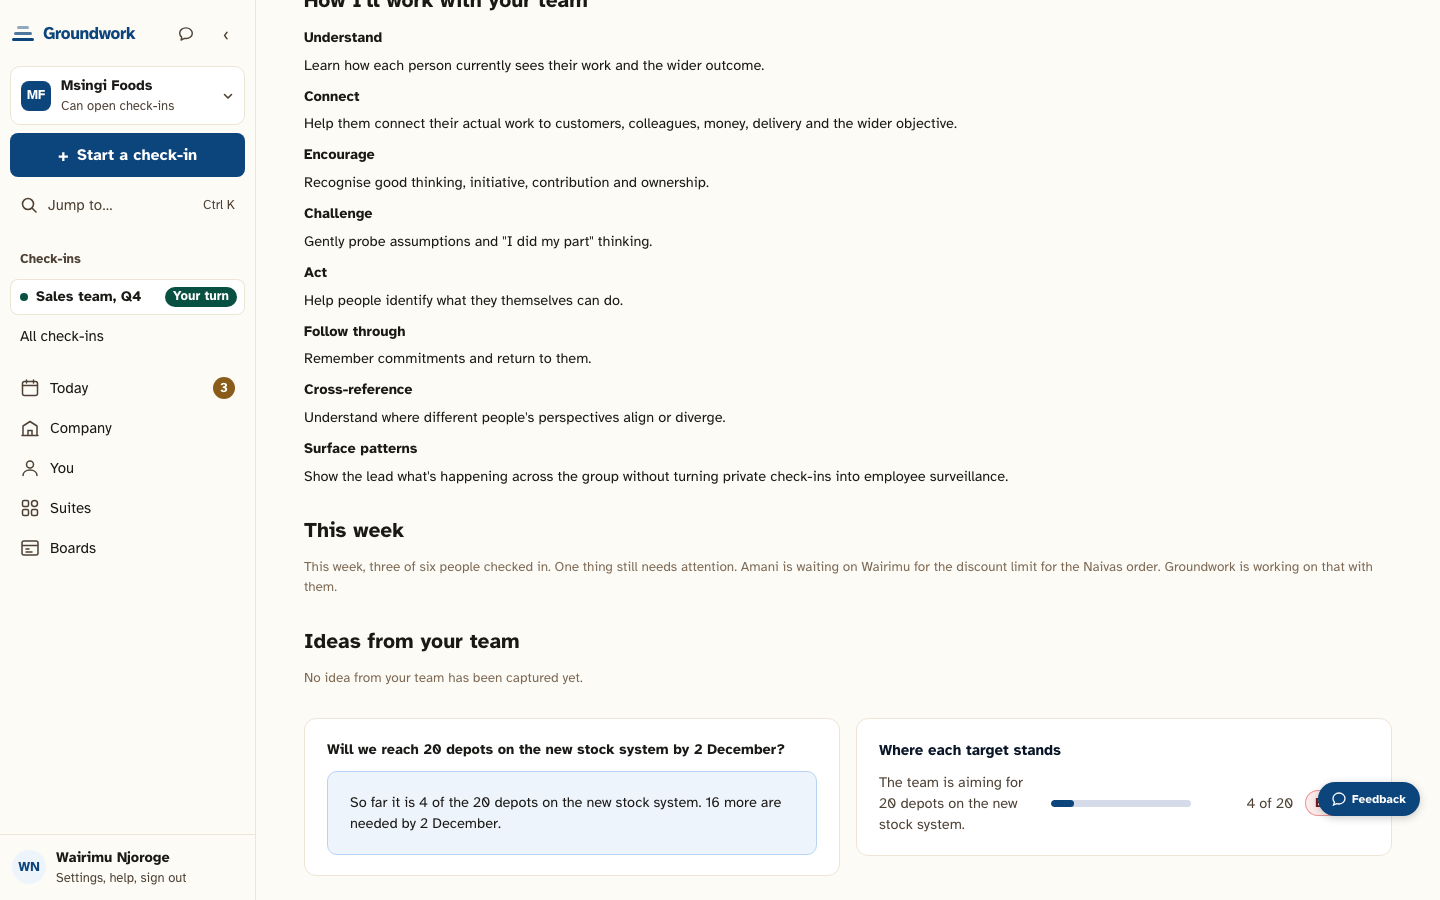 Groundwork
MF
Msingi Foods
Can open check-ins
+ Start a check-in
Jump to...
Ctrl K
Check-ins
Sales team, Q4
Your turn
All check-ins
Today
3
Company
You
Suites
Boards
WN
Wairimu Njoroge
Settings, help, sign out
How I'll work with your team
Understand
Learn how each person currently sees their work and the wider outcome.
Connect
Help them connect their actual work to customers, colleagues, money, delivery and the wider objective.
Encourage
Recognise good thinking, initiative, contribution and ownership.
Challenge
Gently probe assumptions and "I did my part" thinking.
Act
Help people identify what they themselves can do.
Follow through
Remember commitments and return to them.
Cross-reference
Understand where different people's perspectives align or diverge.
Surface patterns
Show the lead what's happening across the group without turning private check-ins into employee surveillance.
This week
This week, three of six people checked in. One thing still needs attention. Amani is waiting on Wairimu for the discount limit for the Naivas order. Groundwork is working on that with
them.
Ideas from your team
No idea from your team has been captured yet.
Will we reach 20 depots on the new stock system by 2 December?
So far it is 4 of the 20 depots on the new stock system. 16 more are
needed by 2 December.
Where each target stands
The team is aiming for
20 depots on the new
stock system.
4 of 20
Feedback